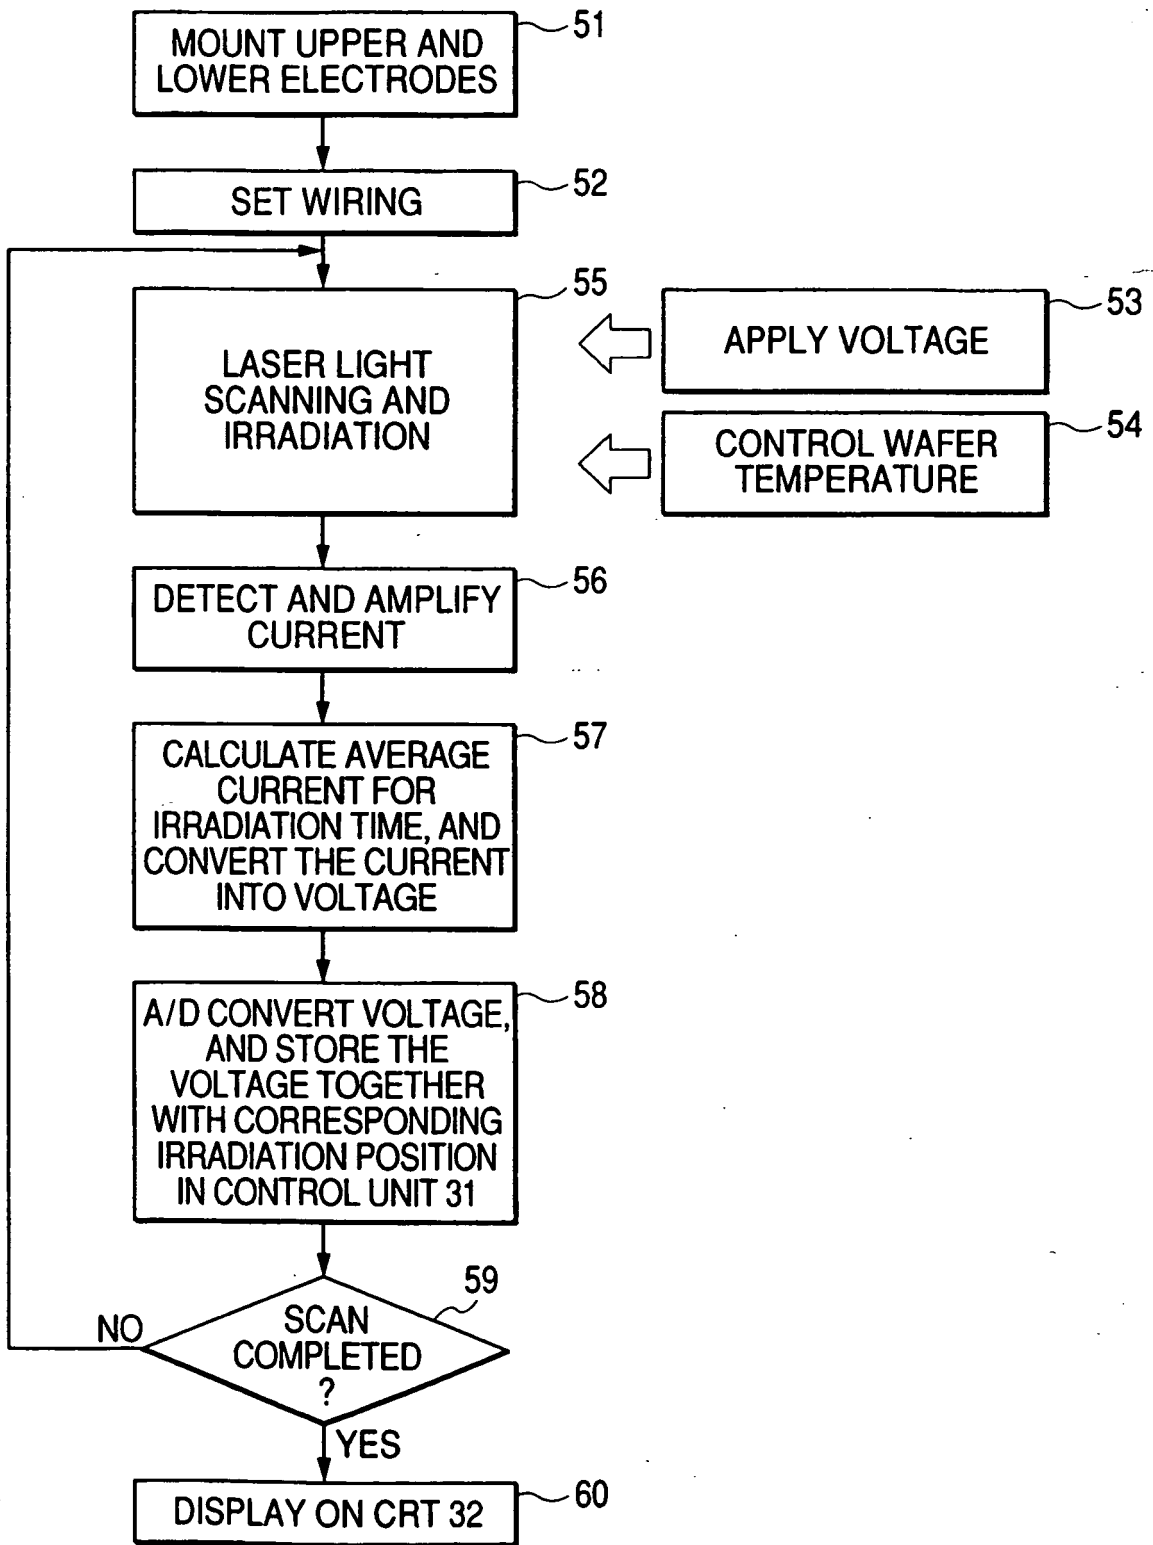 MOUNT UPPER AND
LOWER ELECTRODES
51
SET WIRING
52
LASER LIGHT
SCANNING AND
IRRADIATION
55
APPLY VOLTAGE
53
CONTROL WAFER
TEMPERATURE
54
DETECT AND AMPLIFY
CURRENT
56
CALCULATE AVERAGE
CURRENT FOR
IRRADIATION TIME, AND
CONVERT THE CURRENT
INTO VOLTAGE
57
A/D CONVERT VOLTAGE,
AND STORE THE
VOLTAGE TOGETHER
WITH CORRESPONDING
IRRADIATION POSITION
IN CONTROL UNIT 31
58
SCAN
COMPLETED
?
59
NO
YES
DISPLAY ON CRT 32
60